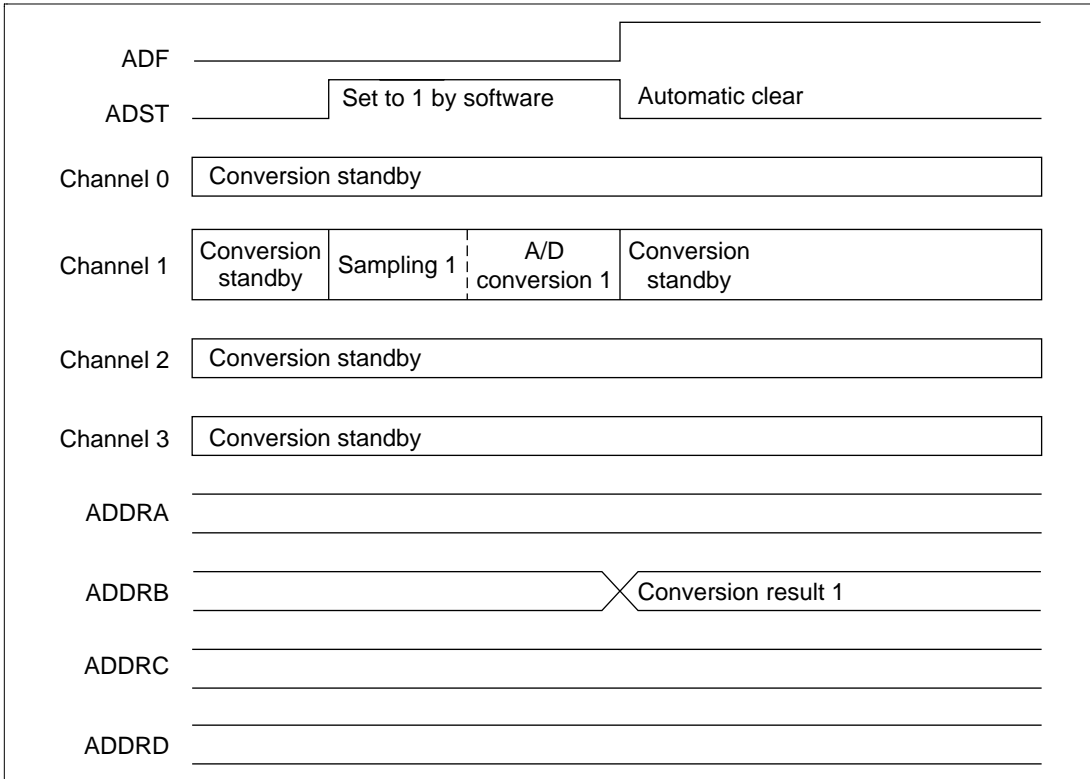 ADF
ADST
Set to 1 by software
Automatic clear
Channel 0
Conversion standby
Channel 1
Conversion
standby
Sampling 1
A/D
conversion 1
Conversion
standby
Channel 2
Conversion standby
Channel 3
Conversion standby
ADDRA
ADDRB
Conversion result 1
ADDRC
ADDRD